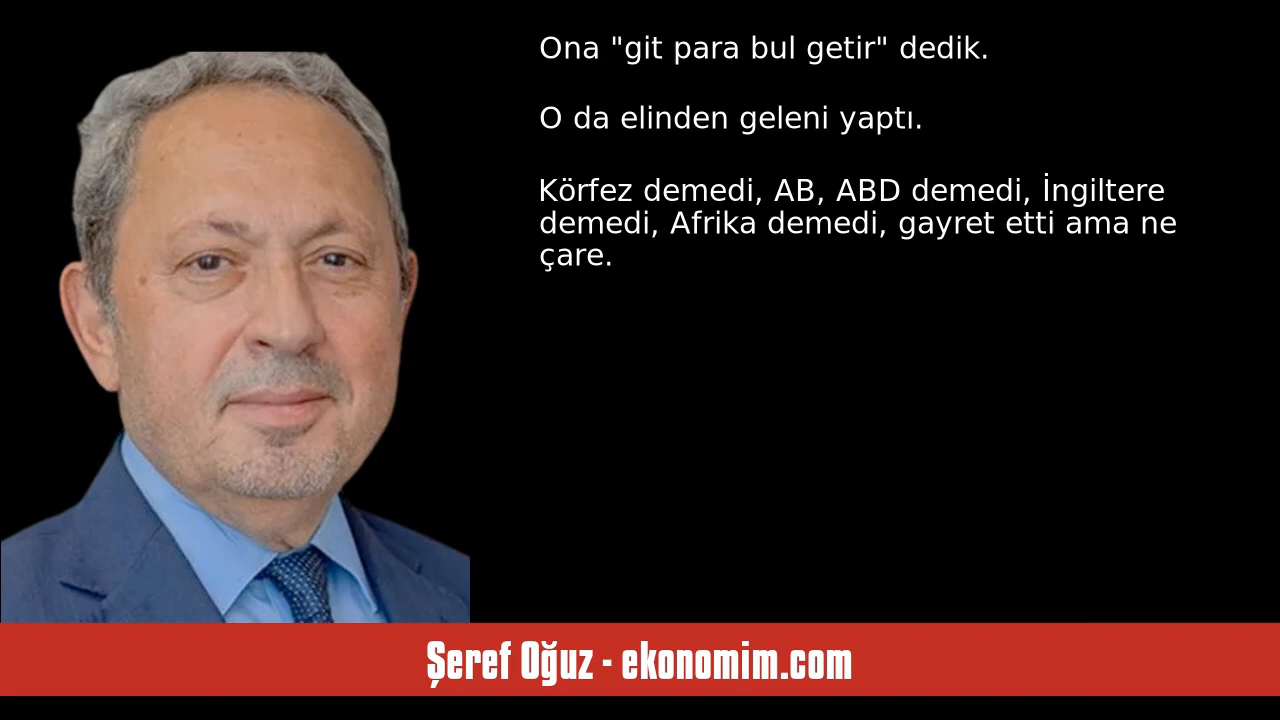 Ona "git para bul getir" dedik.
O da elinden geleni yaptı.
Körfez demedi, AB, ABD demedi, İngiltere
demedi, Afrika demedi, gayret etti ama ne
çare.
Şeref Oğuz - ekonomim.com